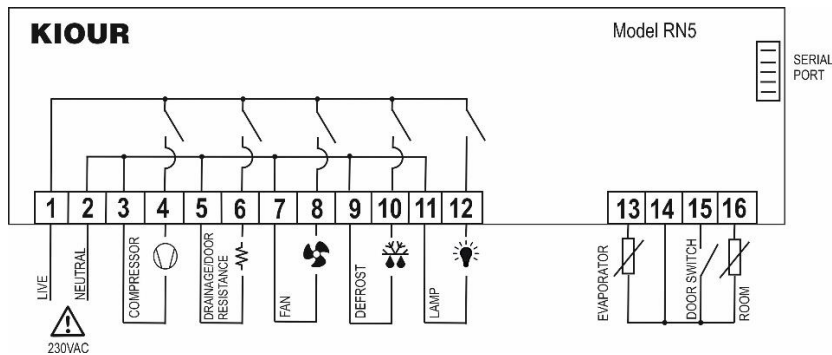 KIOUR
Model RN5
SERIAL
PORT
1 2 3 4 5 6 7 8 9 10 11 12 13 14 15 16
LIVE
NEUTRAL
COMPRESSOR
DRAINAGE/DOOR
RESISTANCE
FAN
DEFROST
LAMP
EVAPORATOR
DOOR SWITCH
ROOM
230VAC